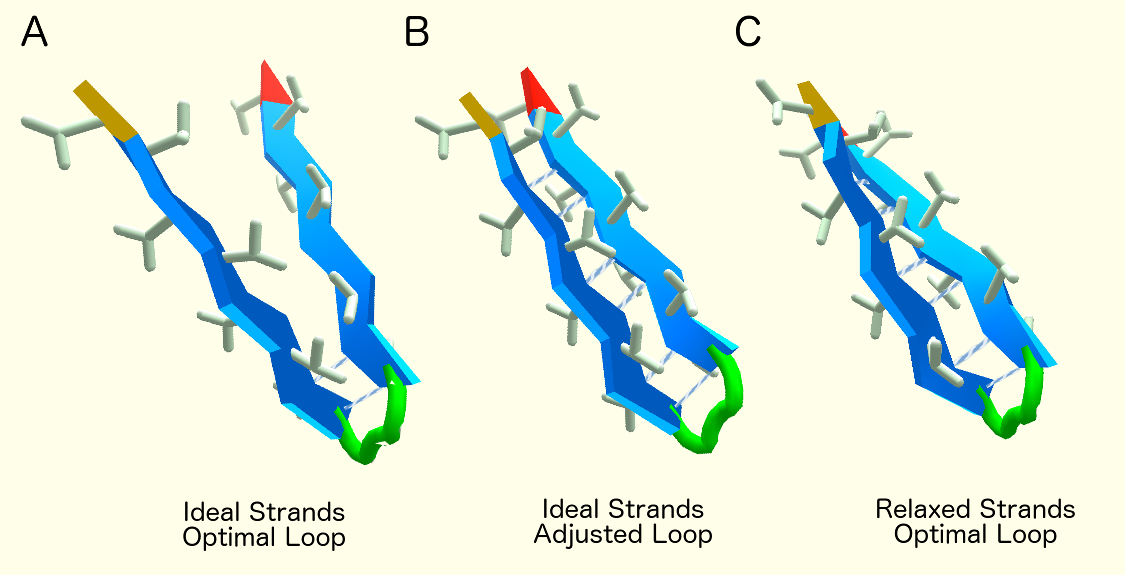 A
B
C
Ideal Strands
Optimal Loop
Ideal Strands
Adjusted Loop
Relaxed Strands
Optimal Loop